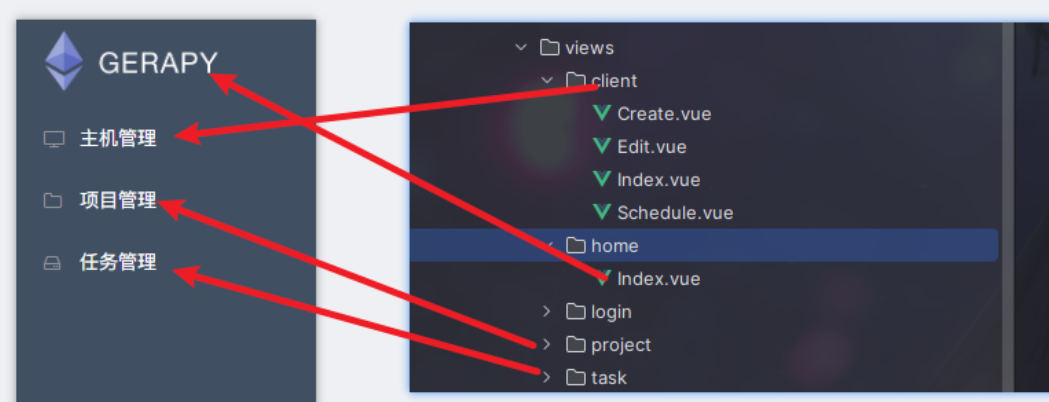 GERAPY
主机管理
项目管理
任务管理
views
client
Create.vue
Edit.vue
Index.vue
Schedule.vue
home
Index.vue
login
project
task